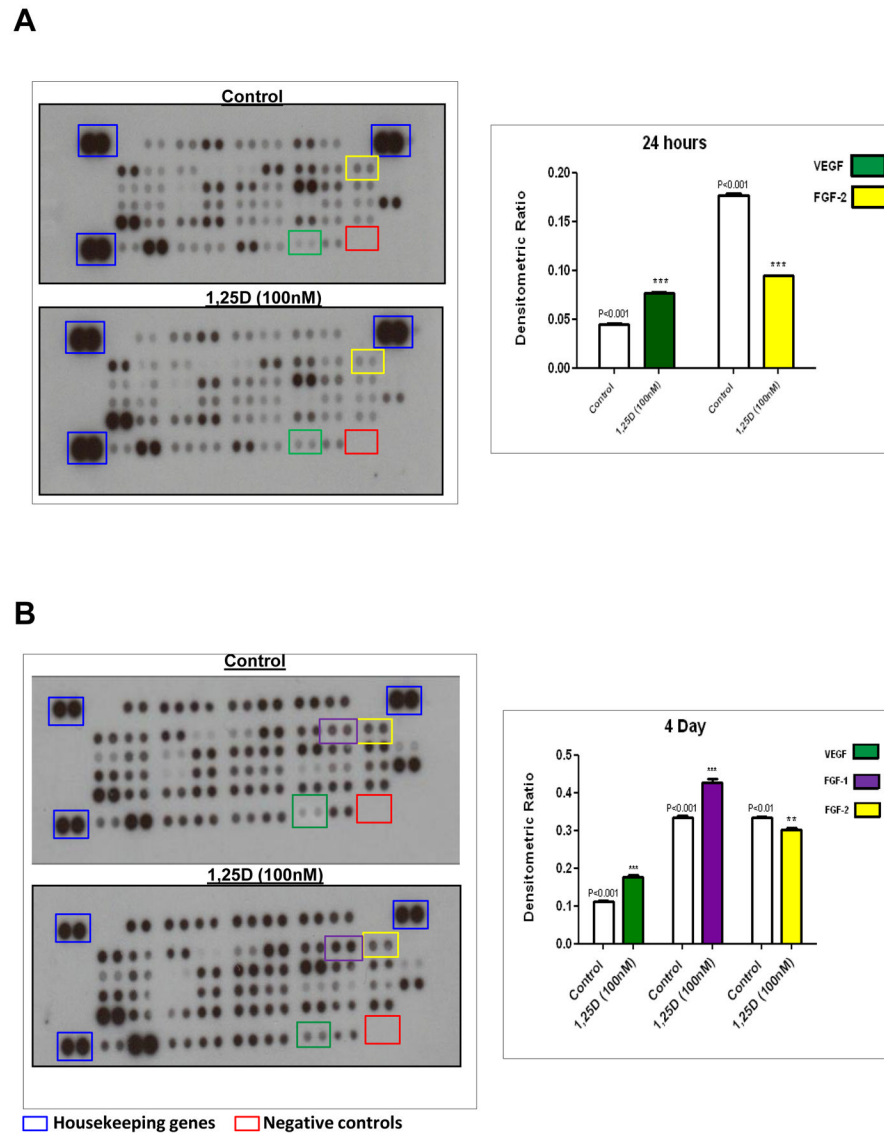 A
Control
1,25D (100nM)
24 hours
VEGF
FGF-2
Densitometric Ratio
0.20
0.15
0.10
0.05
0.00
P<0.001
***
P<0.001
***
Control
1,25D (100nM)
Control
1,25D (100nM)
B
Control
1,25D (100nM)
4 Day
VEGF
FGF-1
FGF-2
Densitometric Ratio
0.5
0.4
0.3
0.2
0.1
0.0
P<0.001
***
P<0.001
***
P<0.01
**
Control
1,25D (100nM)
Control
1,25D (100nM)
Control
1,25D (100nM)
Housekeeping genes
Negative controls